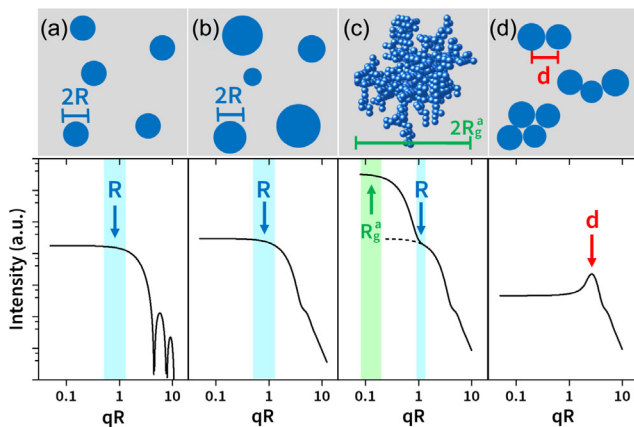 (a)
2R
(b)
2R
(c)
2R_g^a
(d)
d
Intensity (a.u.)
R
0.1 1 10
qR
R
0.1 1 10
qR
R_g^a
R
0.1 1 10
qR
d
0.1 1 10
qR